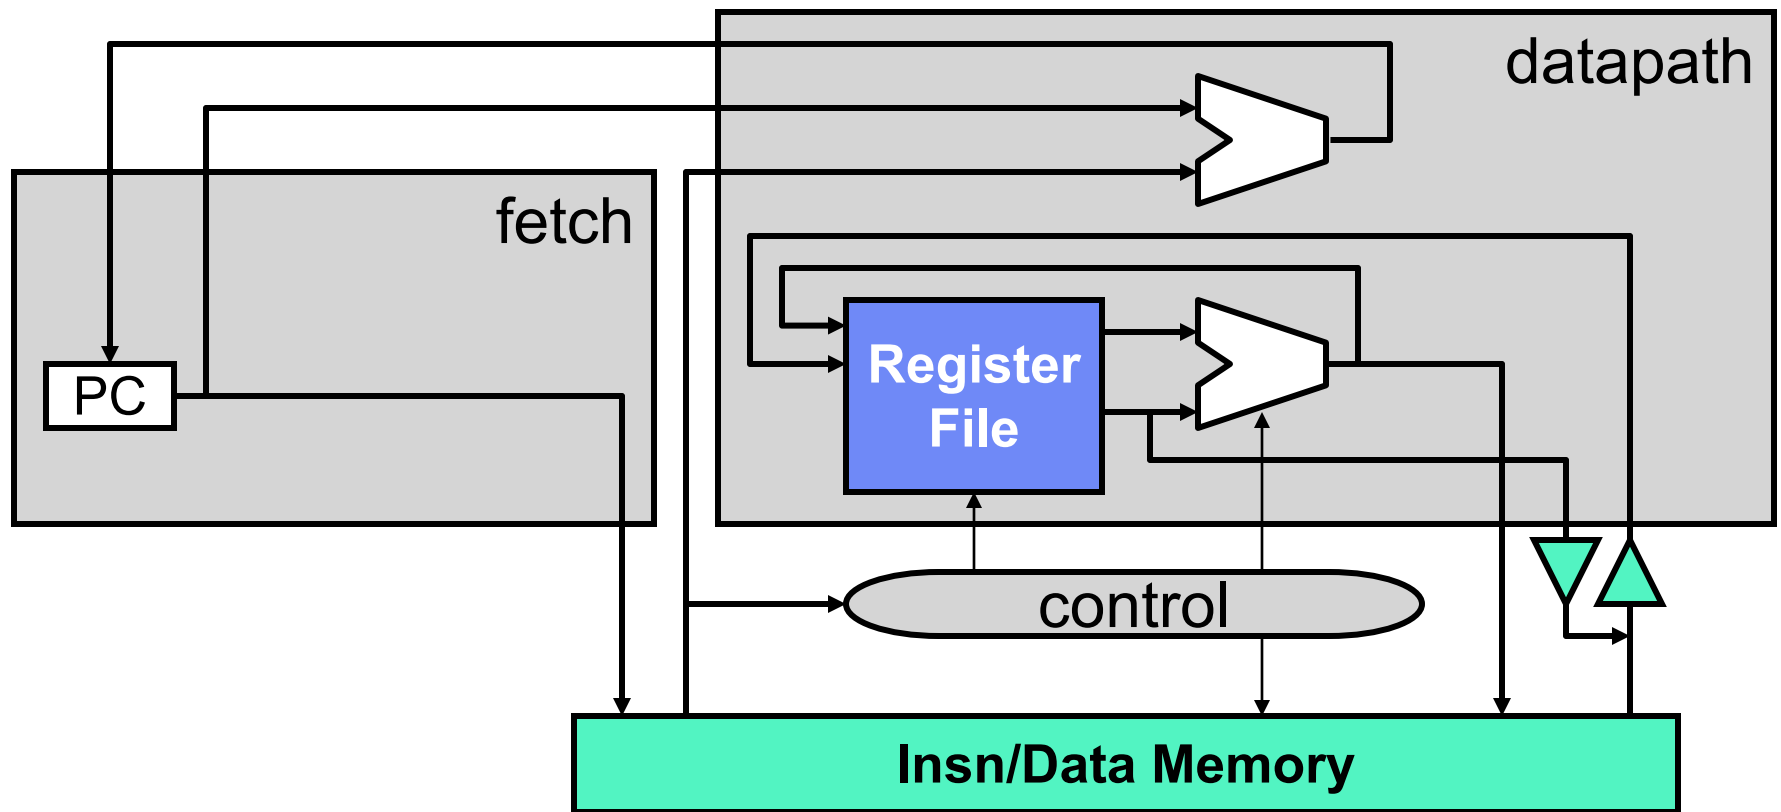 datapath
fetch
PC
Register
File
control
Insn/Data Memory